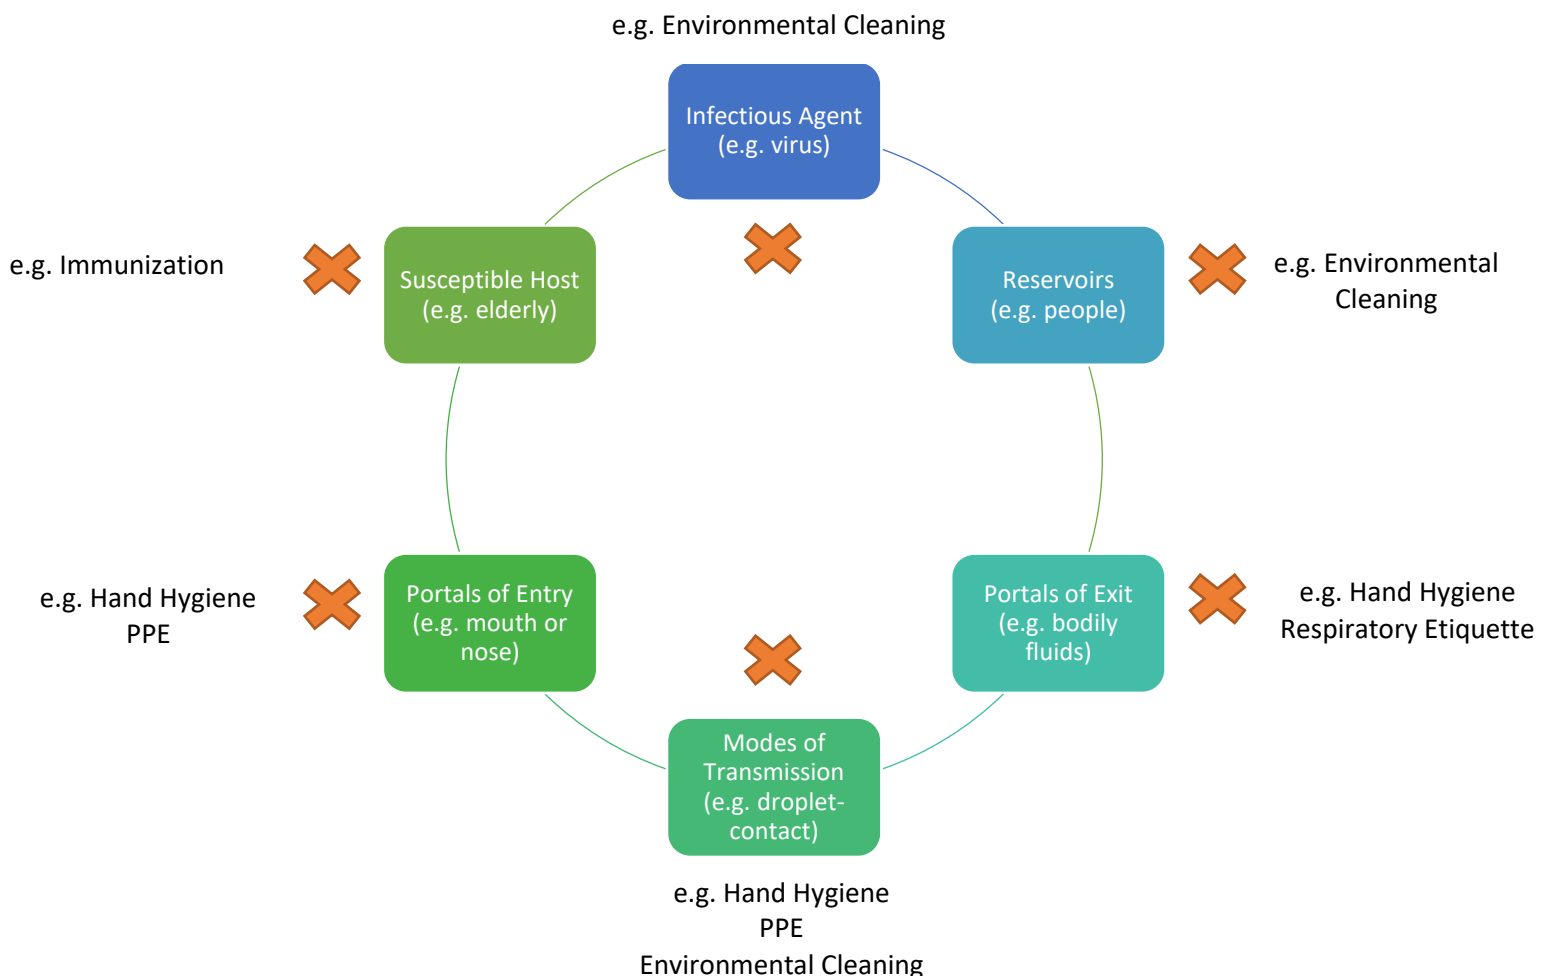 e.g. Environmental Cleaning
Infectious Agent
(e.g. virus)
e.g. Immunization
Susceptible Host
(e.g. elderly)
Reservoirs
(e.g. people)
e.g. Environmental
Cleaning
e.g. Hand Hygiene
PPE
Portals of Entry
(e.g. mouth or
nose)
Portals of Exit
(e.g. bodily
fluids)
e.g. Hand Hygiene
Respiratory Etiquette
Modes of
Transmission
(e.g. droplet-
contact)
e.g. Hand Hygiene
PPE
Environmental Cleaning